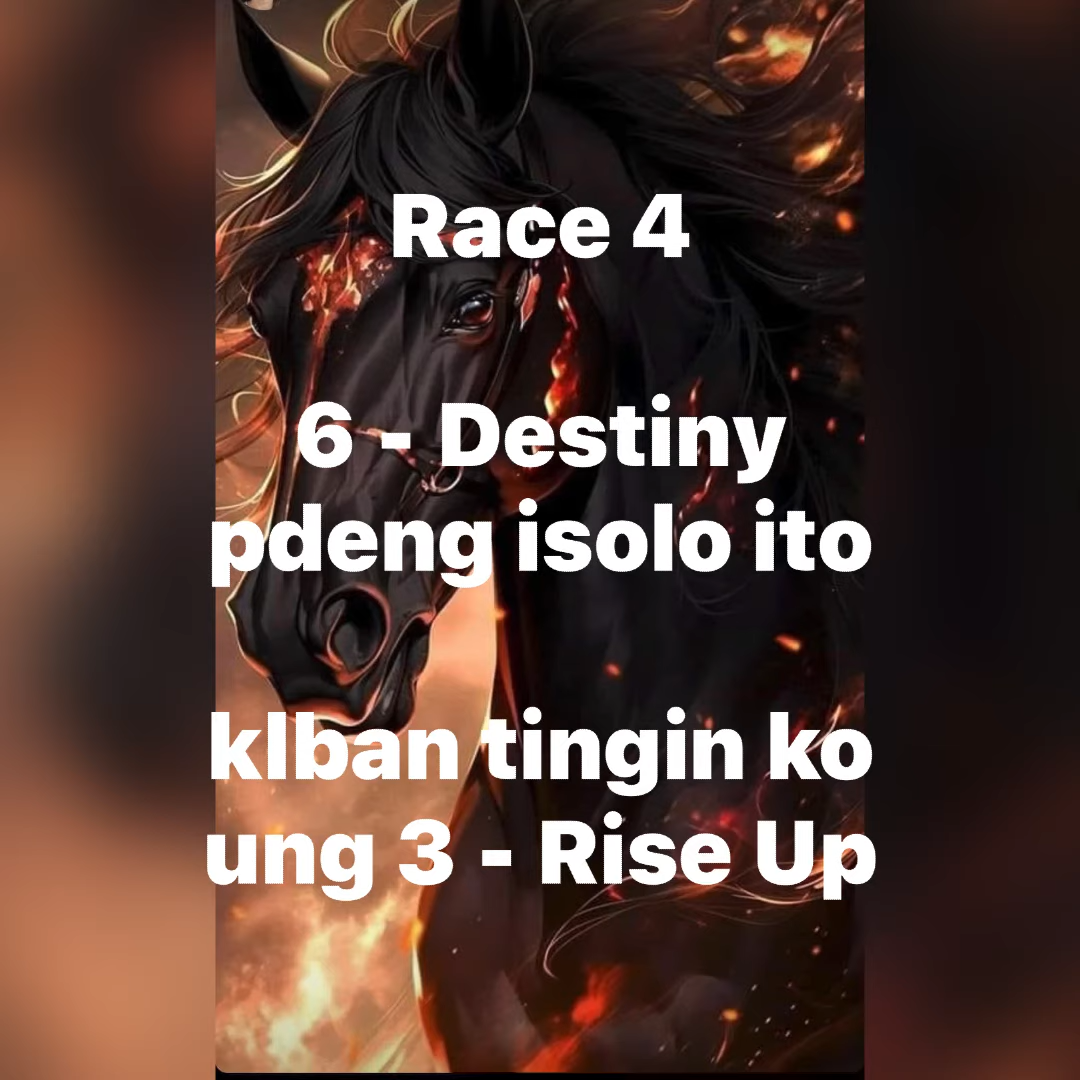 Race 4
6 - Destiny
pdeng isolo ito
klban tingin ko
ung 3 - Rise Up